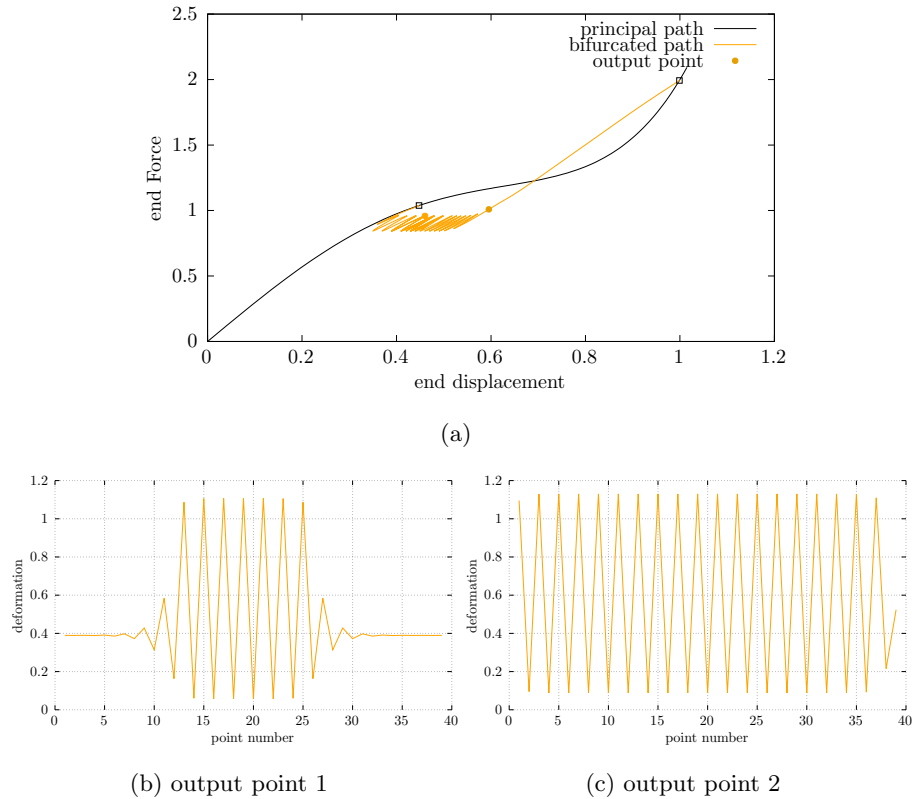 2.5
2
1.5
1
0.5
0
end Force
principal path
bifurcated path
output point
0 0.2 0.4 0.6 0.8 1 1.2
end displacement
(a)
1.2
1
0.8
0.6
0.4
0.2
0
deformation
0 5 10 15 20 25 30 35 40
point number
(b) output point 1
1.2
1
0.8
0.6
0.4
0.2
0
deformation
0 5 10 15 20 25 30 35 40
point number
(c) output point 2